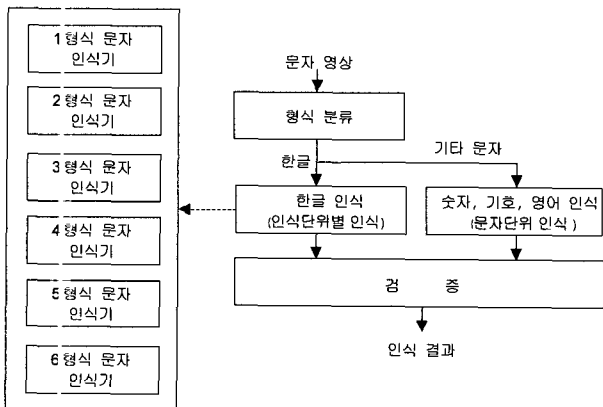 1형식 문자
인식기
2형식 문자
인식기
3형식 문자
인식기
4형식 문자
인식기
5형식 문자
인식기
6형식 문자
인식기
문자 영상
형식 분류
한글
기타 문자
한글 인식
(인식단위별 인식)
숫자, 기호, 영어 인식
(문자단위 인식)
검 증
인식 결과